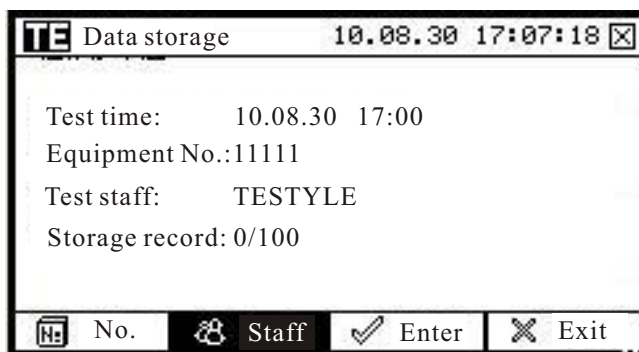 TE Data storage 10.08.30 17:07:18
Test time: 10.08.30 17:00
Equipment No.:11111
Test staff: TESTYLE
Storage record: 0/100
No. Staff Enter Exit